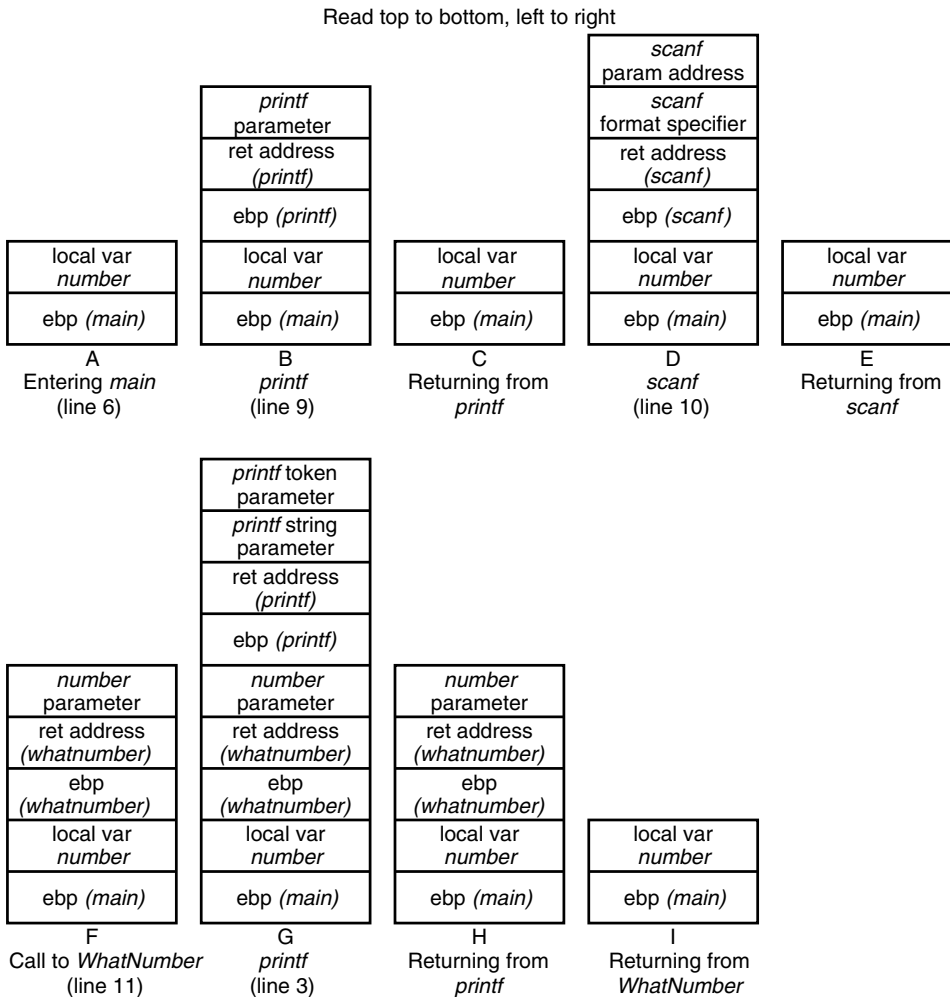 Read top to bottom, left to right
local var
number
ebp (main)
A
Entering main
(line 6)
printf
parameter
ret address
(printf)
ebp (printf)
local var
number
ebp (main)
B
printf
(line 9)
local var
number
ebp (main)
C
Returning from
printf
scanf
param address
scanf
format specifier
ret address
(scanf)
ebp (scanf)
local var
number
ebp (main)
D
scanf
(line 10)
local var
number
ebp (main)
E
Returning from
scanf
number
parameter
ret address
(whatnumber)
ebp
(whatnumber)
local var
number
ebp (main)
F
Call to WhatNumber
(line 11)
printf token
parameter
printf string
parameter
ret address
(printf)
ebp (printf)
number
parameter
ret address
(whatnumber)
ebp
(whatnumber)
local var
number
ebp (main)
G
printf
(line 3)
number
parameter
ret address
(whatnumber)
ebp
(whatnumber)
local var
number
ebp (main)
H
Returning from
printf
local var
number
ebp (main)
I
Returning from
WhatNumber